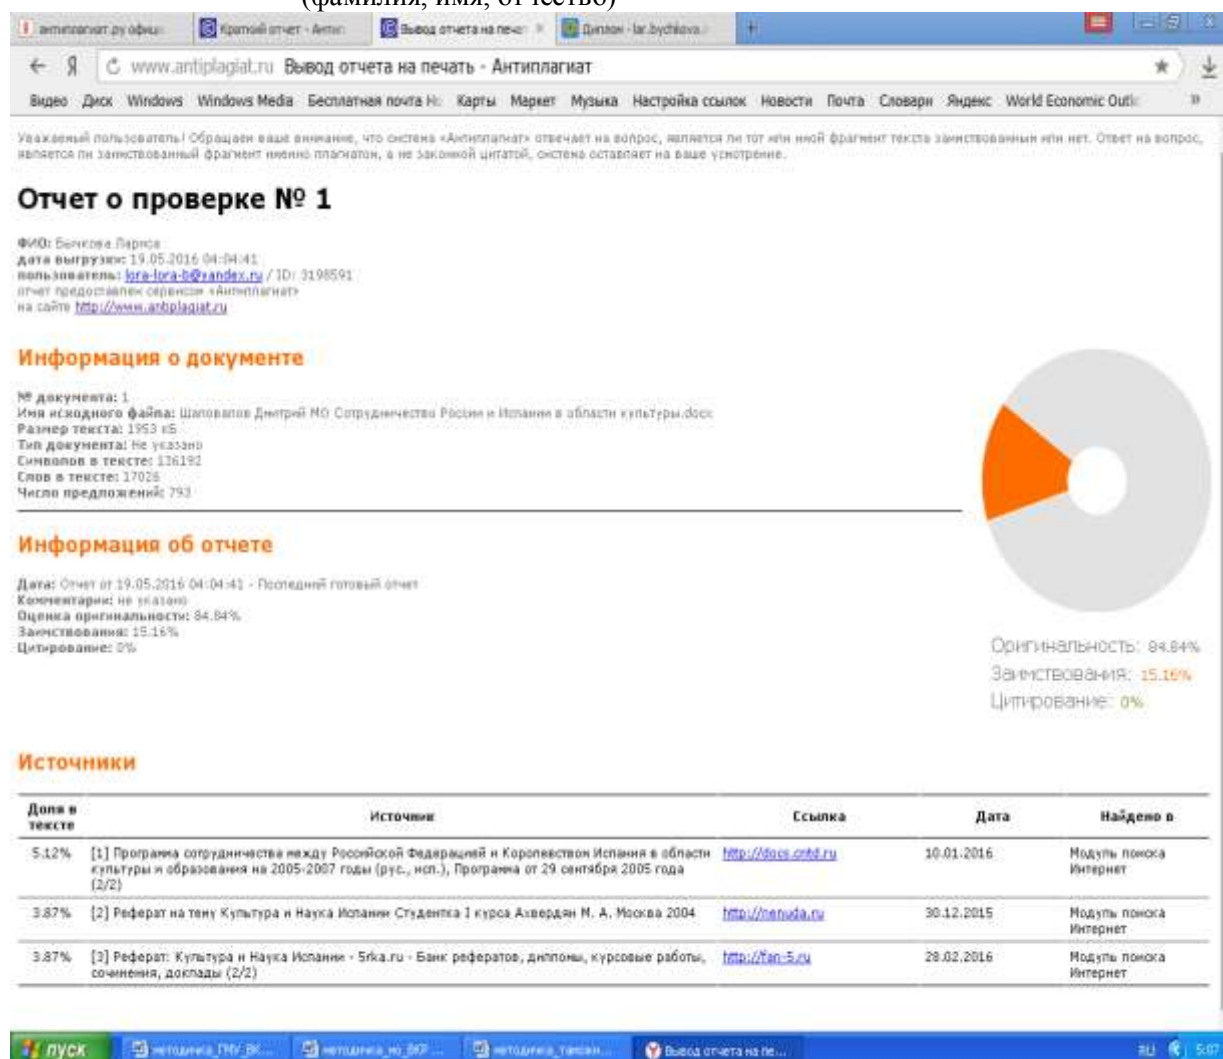 (фамилия, имя, отчество)
антиплагиат.ру офиц
Краткий отчет - Антип
Вывод отчета на печат
Диплом - lar.bychkova
www.antiplagiat.ru Вывод отчета на печать - Антиплагиат
Видео Диск Windows Windows Media Бесплатная почта Ho Карты Маркет Музыка Настройка ссылок Новости Почта Словари Яндекс World Economic Outl
Уважаемый пользователь! Обращаем ваше внимание, что система «Антиплагиат» отвечает на вопрос, является ли тот или иной фрагмент текста заимствованным или нет. Ответ на вопрос,
является ли заимствованный фрагмент именно плагиатом, а не законной цитатой, система оставляет на ваше усмотрение.
Отчет о проверке № 1
ФИО: Бычкова Лариса
дата выгрузки: 19.05.2016 04:04:41
пользователь: lora-lora-b@yandex.ru / ID: 3198591
отчет предоставлен сервисом «Антиплагиат»
на сайте http://www.antiplagiat.ru
Информация о документе
№ документа: 1
Имя исходного файла: Шаповалов Дмитрий МО Сотрудничество России и Испании в области культуры.docx
Размер текста: 1953 кБ
Тип документа: Не указано
Символов в тексте: 136192
Слов в тексте: 17026
Число предложений: 793
Информация об отчете
Дата: Отчет от 19.05.2016 04:04:41 - Последний готовый отчет
Комментарии: не указано
Оценка оригинальности: 84.84%
Заимствования: 15.16%
Цитирование: 0%
Оригинальность: 84.84%
Заимствования: 15.16%
Цитирование: 0%
Источники
Доля в тексте Источник Ссылка Дата Найдено в
5.12% [1] Программа сотрудничества между Российской Федерацией и Королевством Испания в области http://docs.cntd.ru 10.01.2016 Модуль поиска
культуры и образования на 2005-2007 годы (рус., исп.), Программа от 29 сентября 2005 года Интернет
(2/2)
3.87% [2] Реферат на тему Культура и Наука Испании Студентка I курса Ахвердян М. А. Москва 2004 http://nenuda.ru 30.12.2015 Модуль поиска
Интернет
3.87% [3] Реферат: Культура и Наука Испании - 5rka.ru - Банк рефератов, дипломы, курсовые работы, http://fan-5.ru 28.02.2016 Модуль поиска
сочинения, доклады (2/2) Интернет
пуск
методичка_ГМУ_ВК...
методичка_мо_ВКР ...
методичка_таможн...
Вывод отчета на пе...
RU 5:07